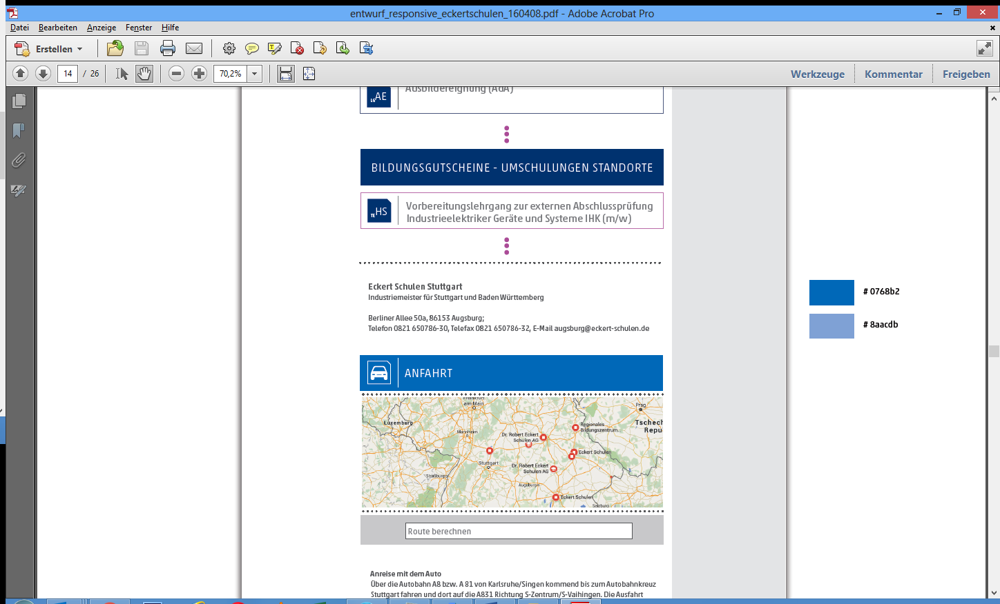 entwurf_responsive_eckertschulen_160408.pdf - Adobe Acrobat Pro
Datei Bearbeiten Anzeige Fenster Hilfe
Erstellen
14 / 26 70,2% Werkzeuge Kommentar Freigeben
Ausbildereignung (AdA)
LG AE
BILDUNGSGUTSCHEINE - UMSCHULUNGEN STANDORTE
TE HS
Vorbereitungslehrgang zur externen Abschlussprüfung
Industrieelektriker Geräte und Systeme IHK (m/w)
Eckert Schulen Stuttgart
Industriemeister für Stuttgart und Baden Württemberg
Berliner Allee 50a, 86153 Augsburg;
Telefon 0821 650786-30, Telefax 0821 650786-32, E-Mail augsburg@eckert-schulen.de
# 0768b2
# 8aacdb
ANFAHRT
Frankfurt
am Main
Prag
Luxemburg
Regionales
Bildungszentrum...
Tschech
Repu
Mannheim
Dr. Robert Eckert
Schulen AG
Eckert Schulen
Stuttgart
Dr. Robert Eckert
Schulen AG
Straßburg
Augsburg
Eckert Schulen
Salzburg
Route berechnen
Anreise mit dem Auto
Über die Autobahn A8 bzw. A 81 von Karlsruhe/Singen kommend bis zum Autobahnkreuz
Stuttgart fahren und dort auf die A831 Richtung S-Zentrum/S-Vaihingen. Die Ausfahrt